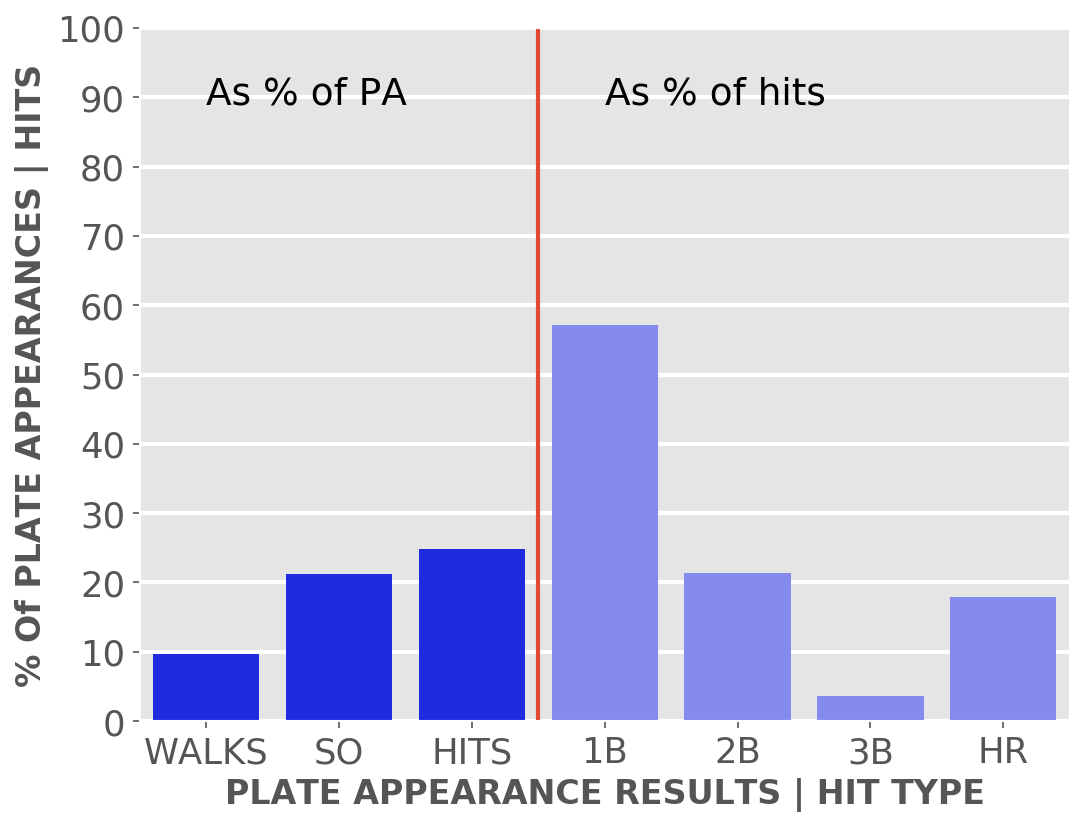 % Of PLATE APPEARANCES | HITS
100
90
80
70
60
50
40
30
20
10
0
As % of PA
As % of hits
WALKS SO HITS 1B 2B 3B HR
PLATE APPEARANCE RESULTS | HIT TYPE